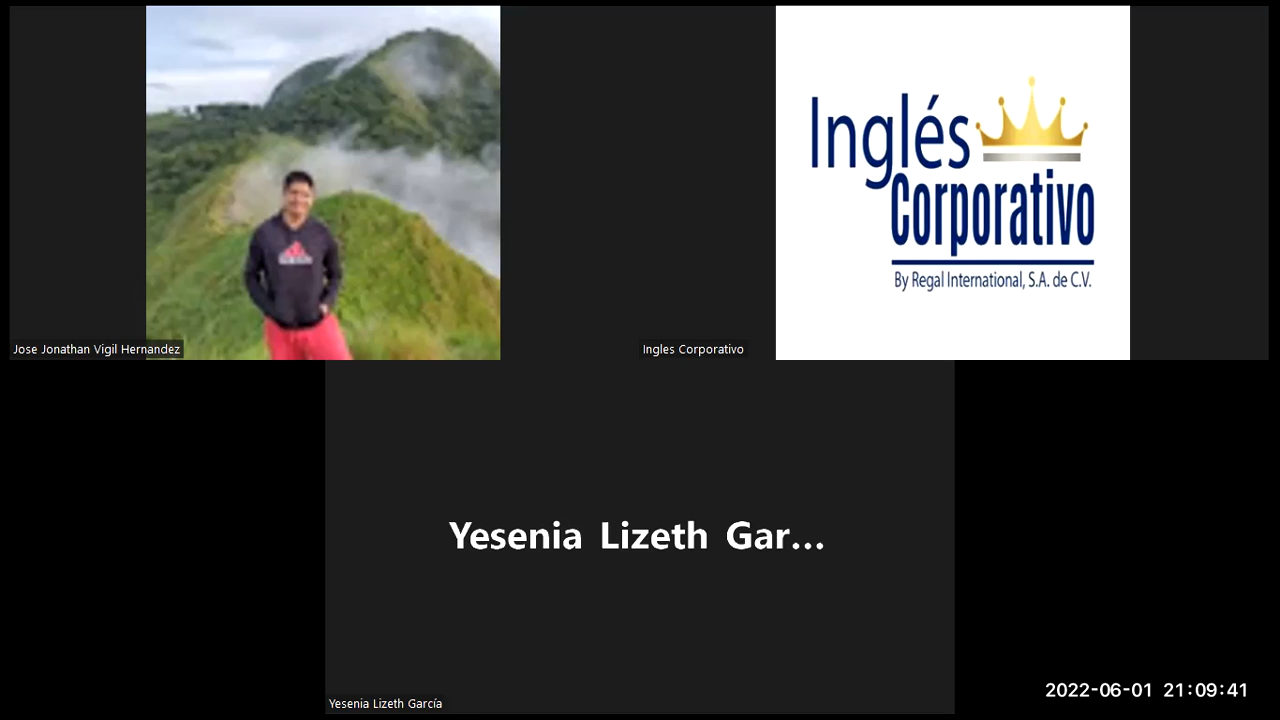 Inglés
Corporativo
By Regal International, S.A. de C.V.
Jose Jonathan Vigil Hernandez
Ingles Corporativo
Yesenia Lizeth Gar...
Yesenia Lizeth García
2022-06-01 21:09:41